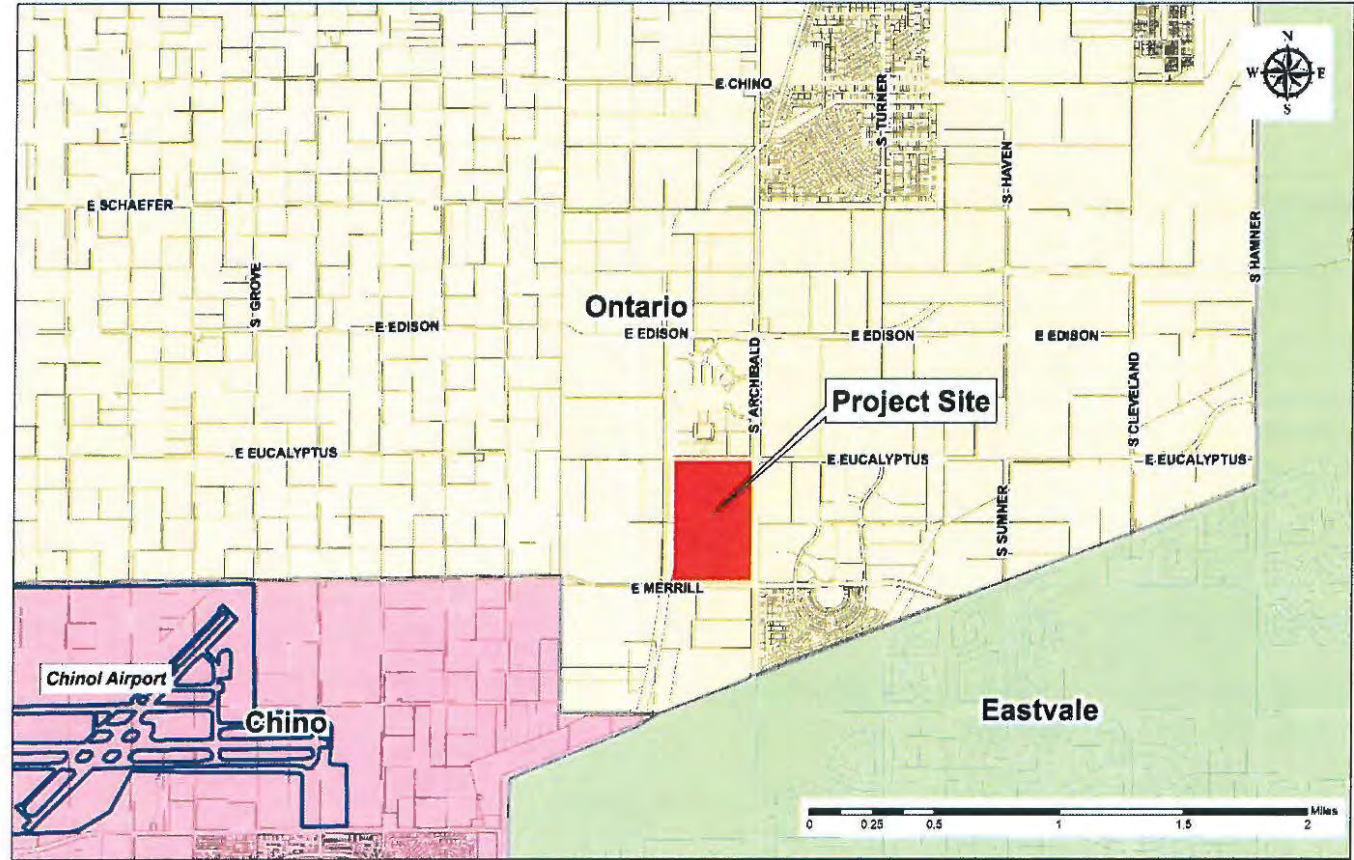 N
W E
S
E CHINO
S TURNER
S HAVEN
E SCHAEFER
S HAMNER
S GROVE
Ontario
E EDISON
E EDISON
E EDISON
E EDISON
S ARCHIBALD
Project Site
S CLEVELAND
E EUCALYPTUS
E EUCALYPTUS
E EUCALYPTUS
S SUMNER
E MERRILL
Chinol Airport
Chino
Eastvale
Miles
0 0.25 0.5 1 1.5 2